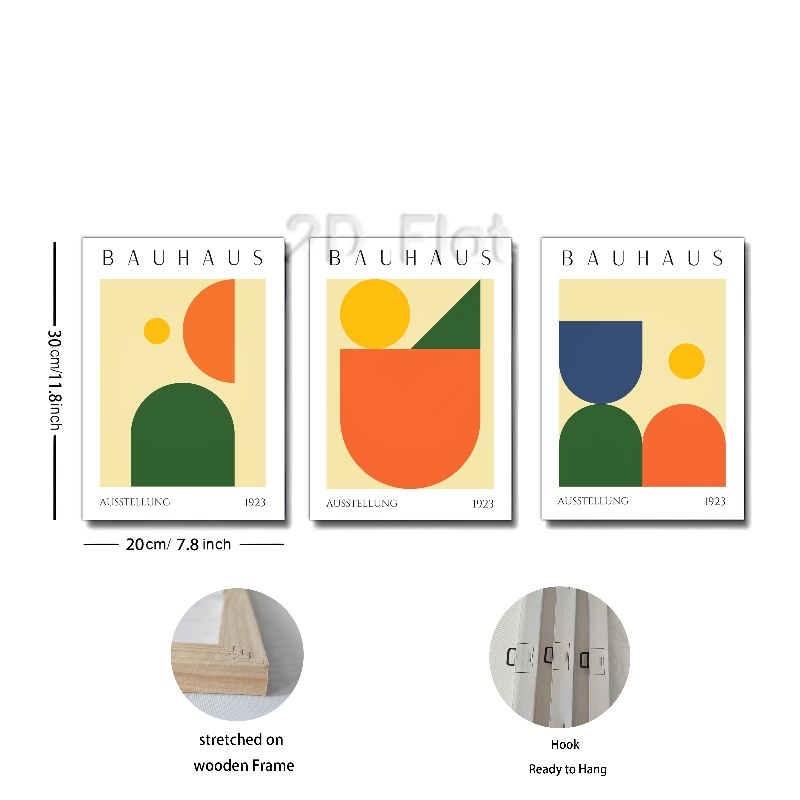 2D Flat
BAUHAUS
BAUHAUS
BAUHAUS
AUSSTELLUNG 1923
AUSSTELLUNG 1923
AUSSTELLUNG 1923
30cm/11.8inch
20cm/ 7.8 inch
stretched on
wooden Frame
Hook
Ready to Hang